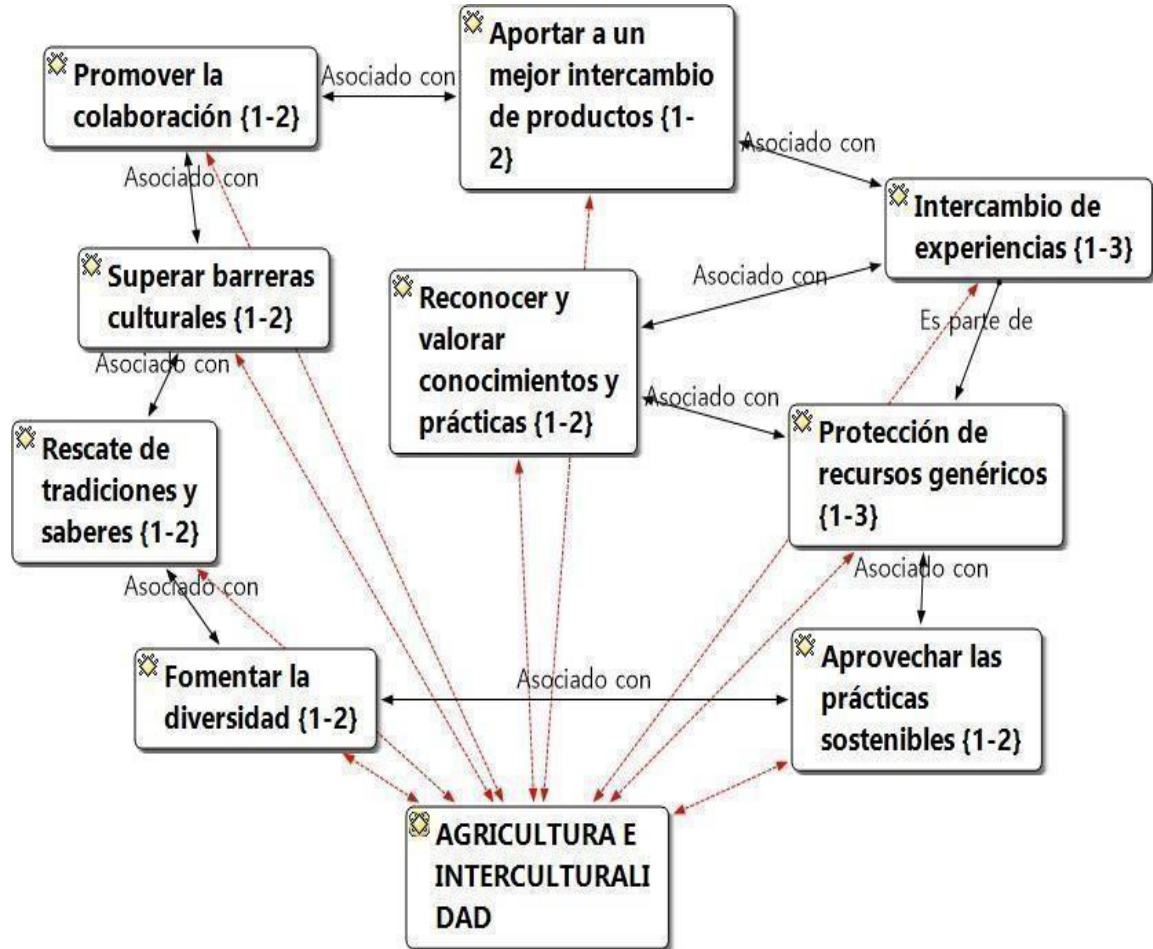 Aportar a un
mejor intercambio
de productos {1-
2}
Promover la
colaboración {1-2}
Asociado con
Asociado con
Asociado con
Intercambio de
experiencias {1-3}
Superar barreras
culturales {1-2}
Asociado con
Reconocer y
valorar
conocimientos y
prácticas {1-2}
Es parte de
Asociado con
Asociado con
Rescate de
tradiciones y
saberes {1-2}
Protección de
recursos genéricos
{1-3}
Asociado con
Asociado con
Fomentar la
diversidad {1-2}
Asociado con
Aprovechar las
prácticas
sostenibles {1-2}
AGRICULTURA E
INTERCULTURALI
DAD